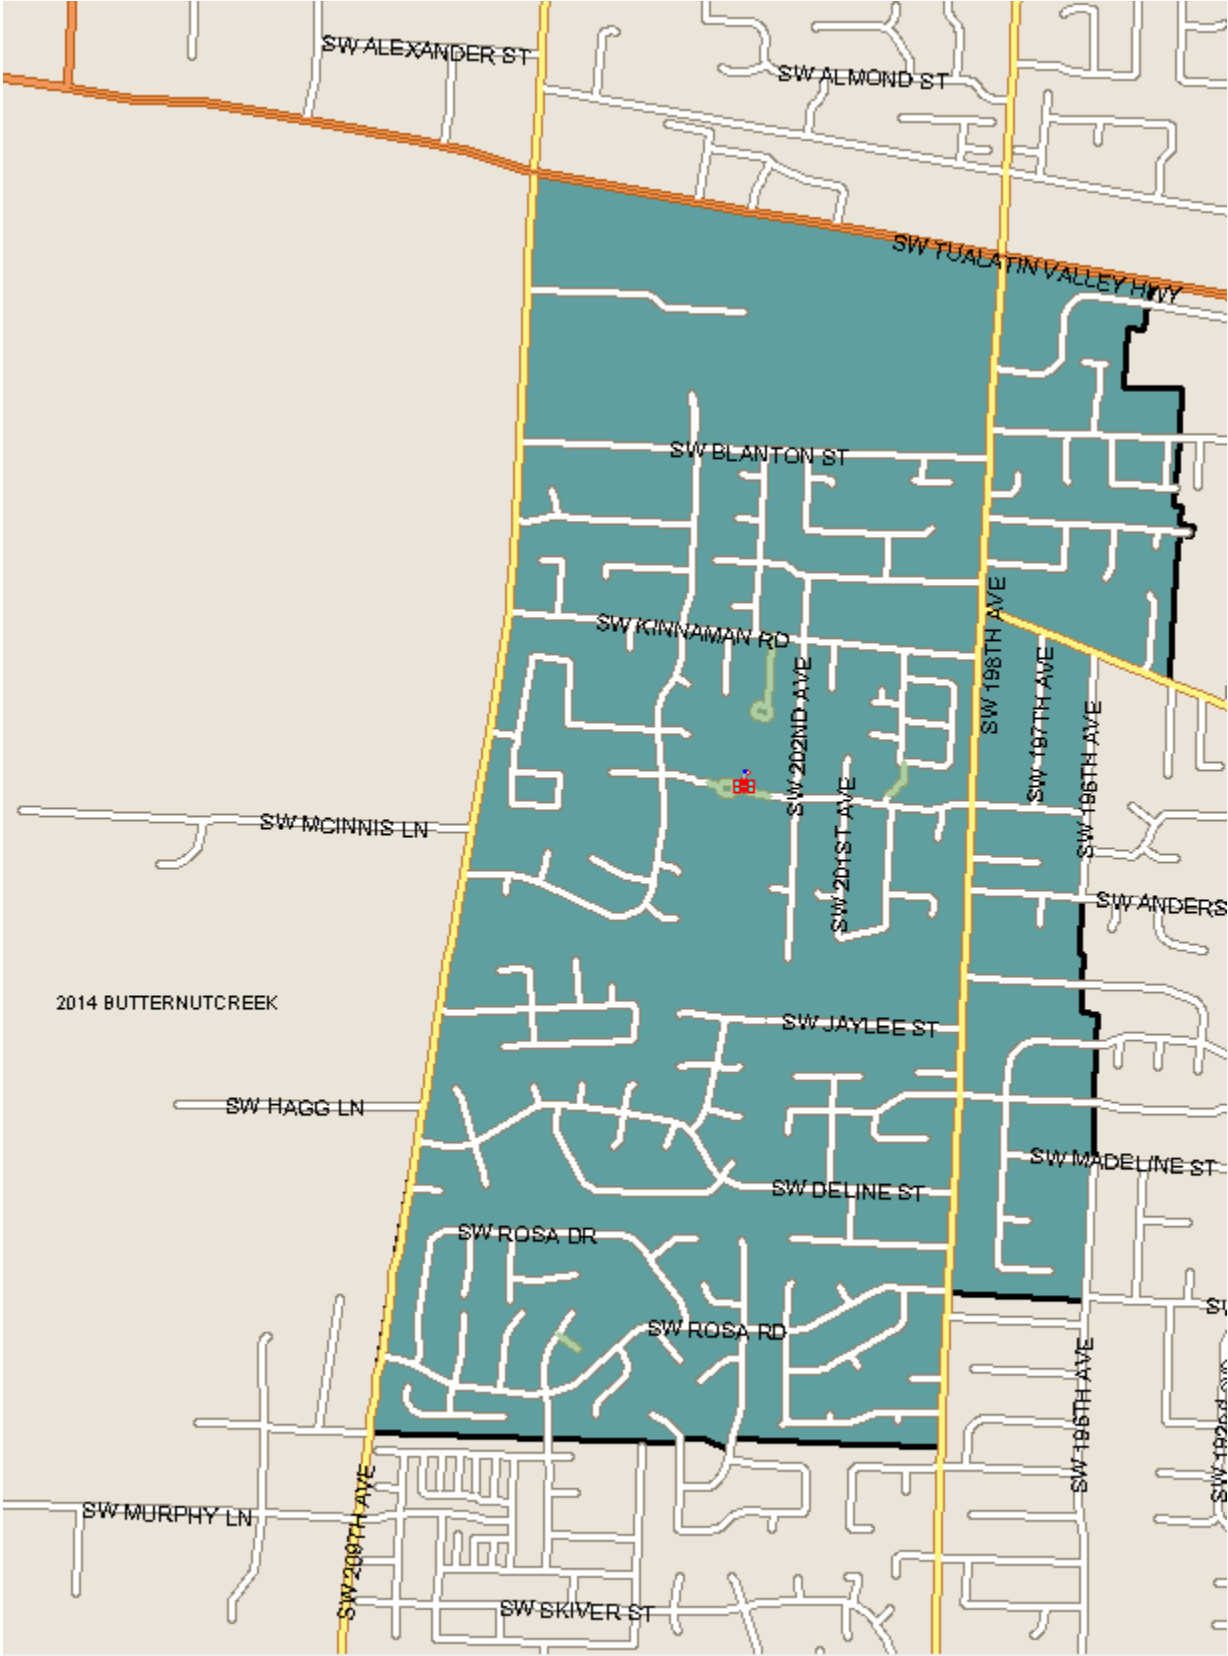 SW ALEXANDER ST
SW ALMOND ST
SW TUALATIN VALLEY HWY
SW BLANTON ST
SW KINNAMAN RD
SW 198TH AVE
SW 202ND AVE
SW 197TH AVE
SW 196TH AVE
SW 201ST AVE
SW MCINNIS LN
SW ANDERS
2014 BUTTERNUTCREEK
SW JAYLEE ST
SW HAGG LN
SW MADELINE ST
SW DELINE ST
SW ROSA DR
SW ROSA RD
SW 196TH AVE
SW 209TH AVE
SW MURPHY LN
SW SKIVER ST